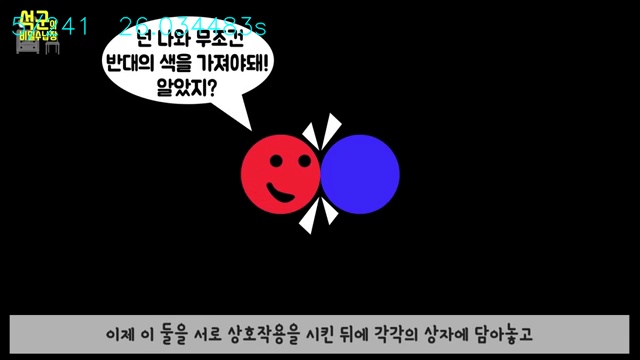 석군의
비밀수납장
26.034483s
넌 나와 무조건
반대의 색을 가져야돼!
알았지?
이제 이 둘을 서로 상호작용을 시킨 뒤에 각각의 상자에 담아놓고